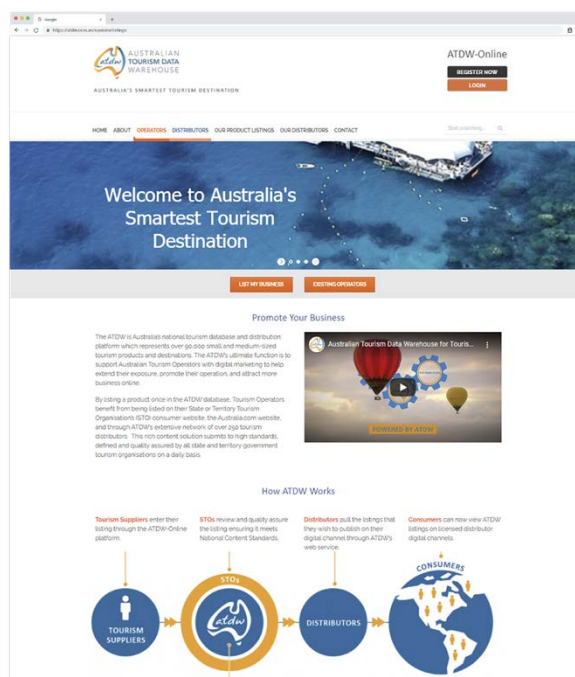 Google
AUSTRALIAN
TOURISM DATA
WAREHOUSE
atdw
AUSTRALIA'S SMARTEST TOURISM DESTINATION
ATDW-Online
REGISTER NOW
LOGIN
HOME ABOUT OPERATORS DISTRIBUTORS OUR PRODUCT LISTINGS OUR DISTRIBUTORS CONTACT
Start searching...
Welcome to Australia's
Smartest Tourism
Destination
LIST MY BUSINESS EXISTING OPERATORS
Promote Your Business
The ATDW is Australia's national tourism database and distribution
platform which represents over 90,000 small and medium-sized
tourism products and destinations. The ATDW's ultimate function is to
support Australian Tourism Operators with digital marketing to help
extend their exposure, promote their operation, and attract more
business online.
By listing a product once in the ATDW database, Tourism Operators
benefit from being listed on their State or Territory Tourism
Organisation's (STO) consumer website, the Australia.com website,
and through ATDW's extensive network of over 250 tourism
distributors. This rich content solution submits to high standards,
defined and quality assured by all state and territory government
tourism organisations on a daily basis.
Australian Tourism Data Warehouse for Touris...
POWERED BY ATDW
How ATDW Works
Tourism Suppliers enter their
listing through the ATDW-Online
platform.
STOs review and quality assure
the listing ensuring it meets
National Content Standards.
Distributors pull the listings that
they wish to publish on their
digital channel through ATDW's
web service.
Consumers can now view ATDW
listings on licensed distributor
digital channels.
TOURISM
SUPPLIERS
STOs
atdw
DISTRIBUTORS
CONSUMERS